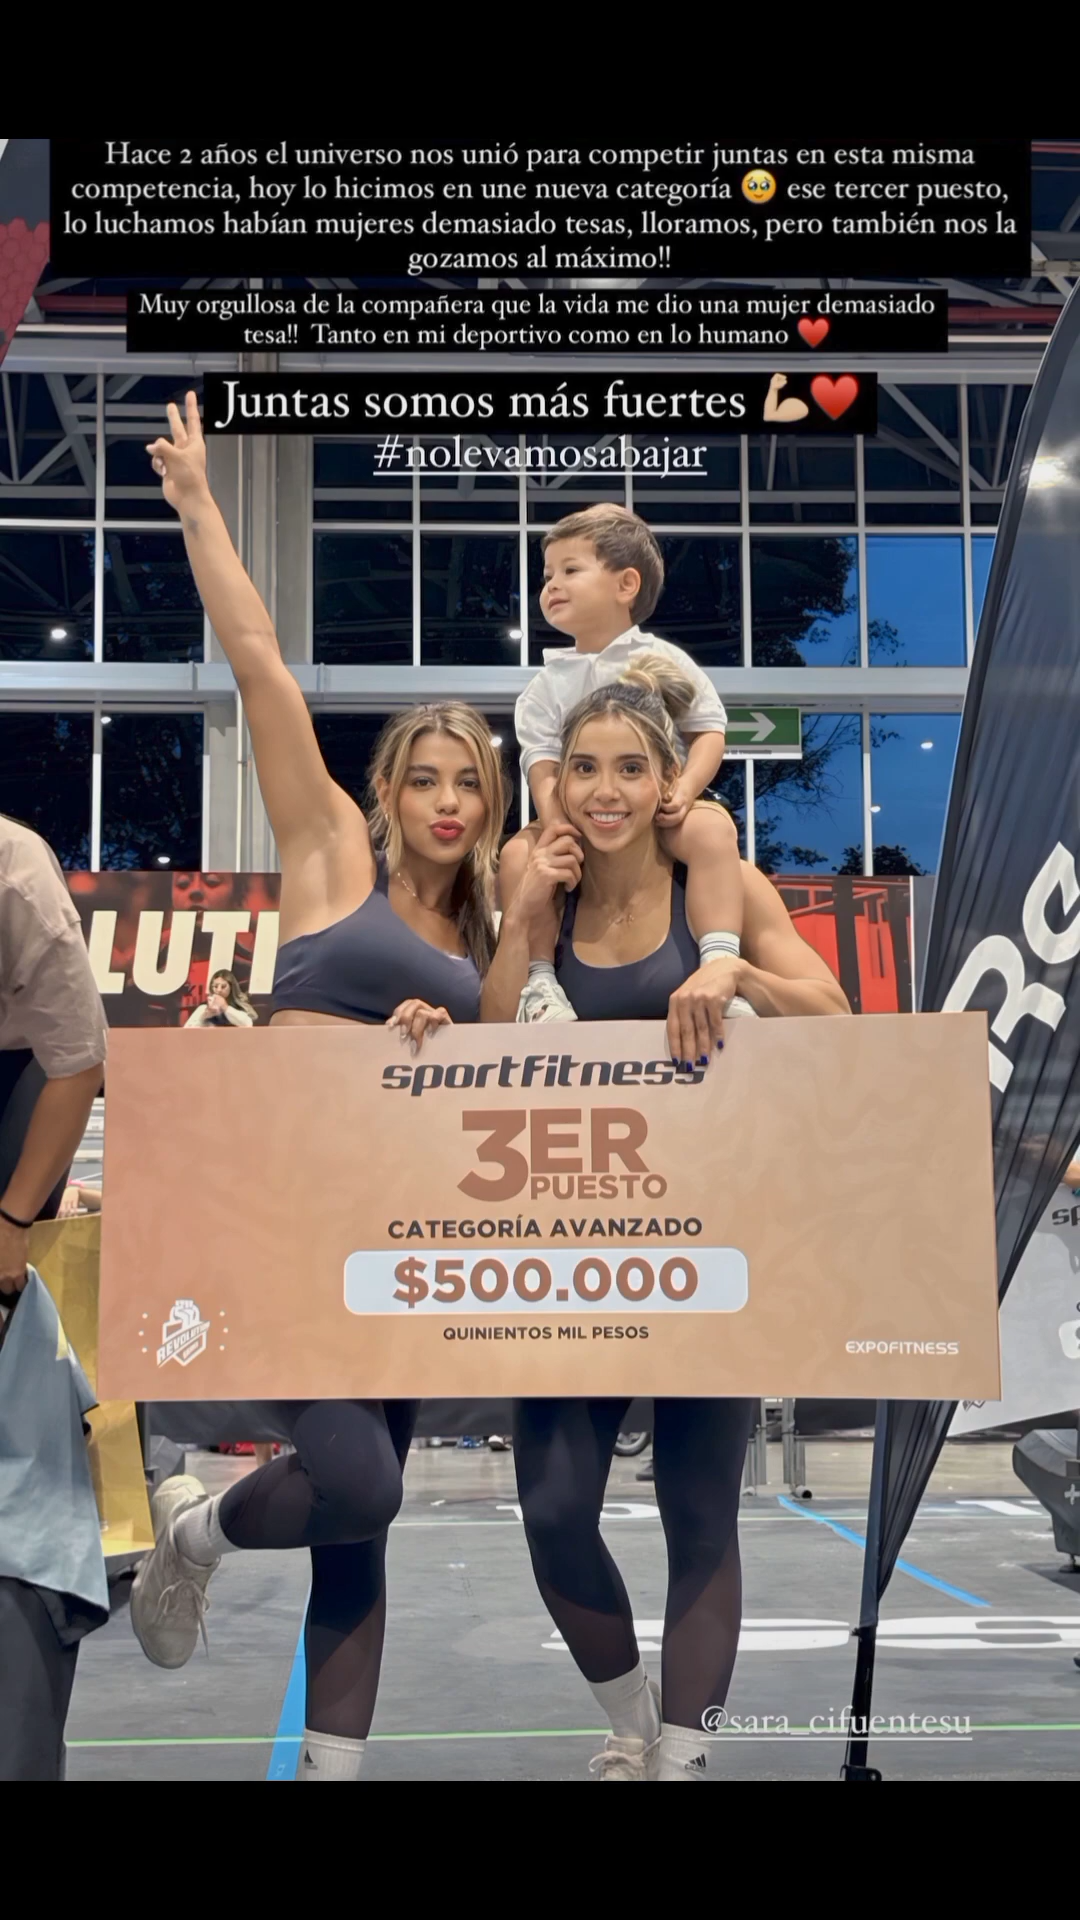 Hace 2 años el universo nos unió para competir juntas en esta misma
competencia, hoy lo hicimos en une nueva categoría 🥹 ese tercer puesto,
lo luchamos habían mujeres demasiado tesas, lloramos, pero también nos la
gozamos al máximo!!
Muy orgullosa de la compañera que la vida me dio una mujer demasiado
tesa!! Tanto en mi deportivo como en lo humano ♥️
Juntas somos más fuertes 💪🏼♥️
#nolevamosabajar
LUTI
sportfitness
3ER
PUESTO
CATEGORÍA AVANZADO
$500.000
QUINIENTOS MIL PESOS
REVOLUTION
EXPOFITNESS
@sara_cifuentesu